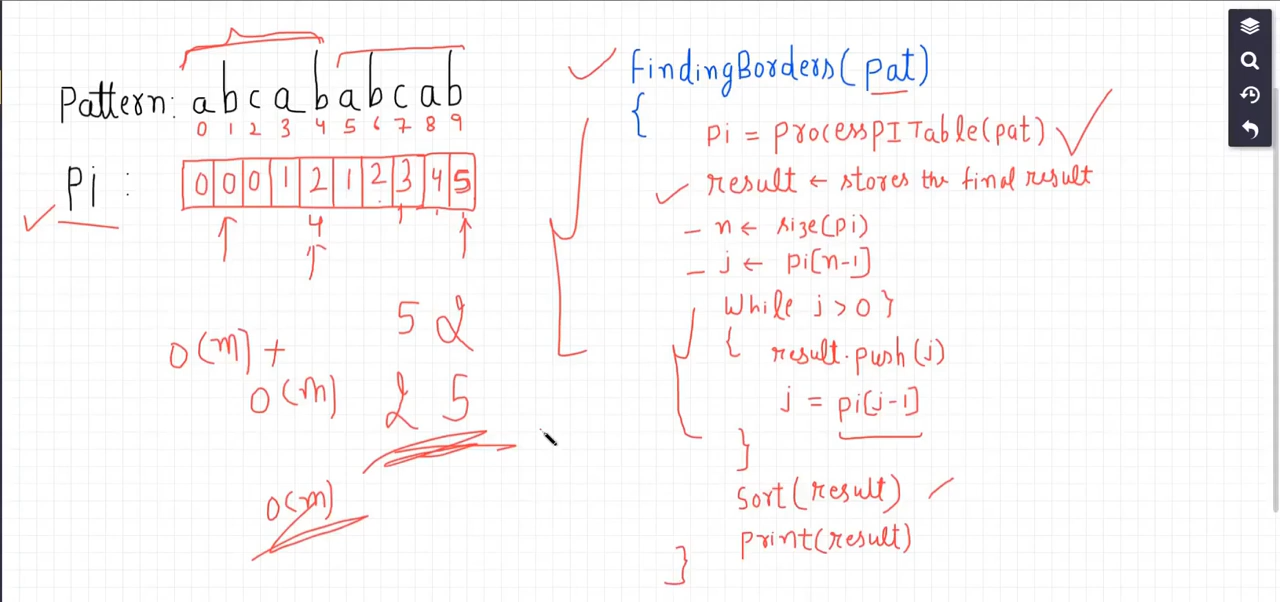 Pattern: a b c a b a b c a b
0 1 2 3 4 5 6 7 8 9
Pi : 0 0 0 1 2 1 2 3 4 5
4
5 2
O(m) +
O(m)
2 5
O(m)
FindingBorders(pat)
{
pi = processPITable(pat)
result ← stores the final result
- n ← size(pi)
- j ← pi[n-1]
While j > 0 }
{ result.push(j)
j = pi[j-1]
}
Sort(result)
print(result)
}